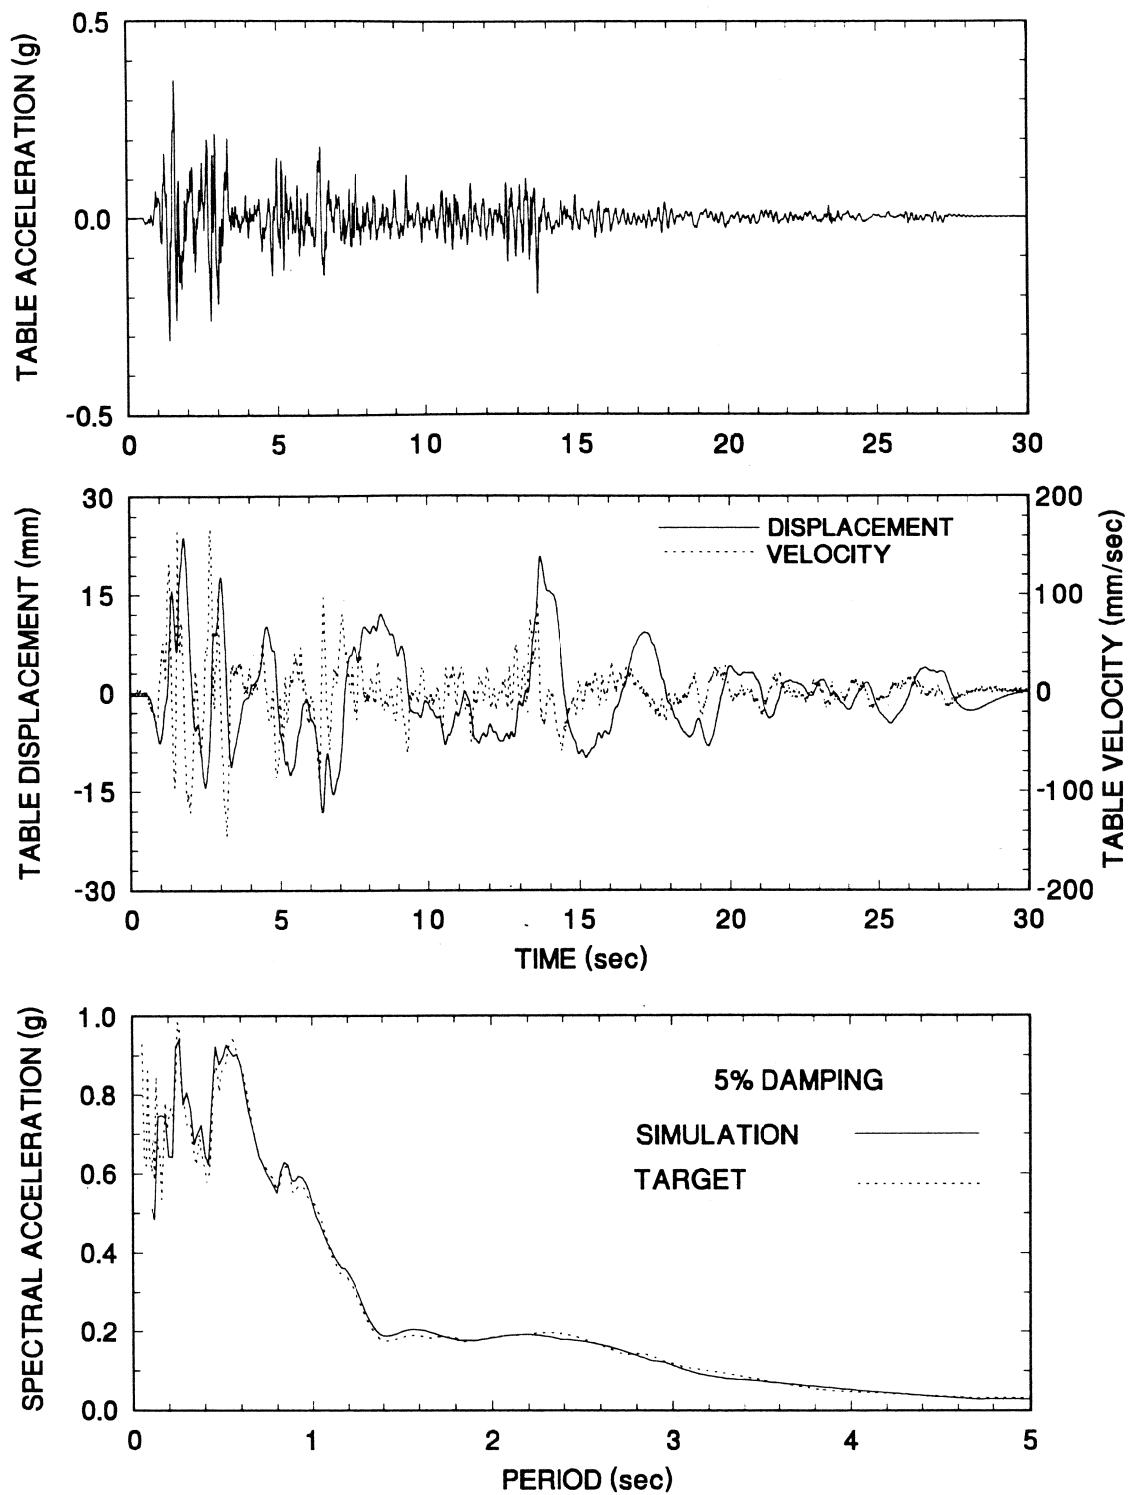 TABLE ACCELERATION (g)
0.5
0.0
-0.5
0 5 10 15 20 25 30
TABLE DISPLACEMENT (mm)
30
15
0
-15
-30
DISPLACEMENT
VELOCITY
200
100
0
-100
-200
TABLE VELOCITY (mm/sec)
0 5 10 15 20 25 30
TIME (sec)
SPECTRAL ACCELERATION (g)
1.0
0.8
0.6
0.4
0.2
0.0
5% DAMPING
SIMULATION
TARGET
0 1 2 3 4 5
PERIOD (sec)